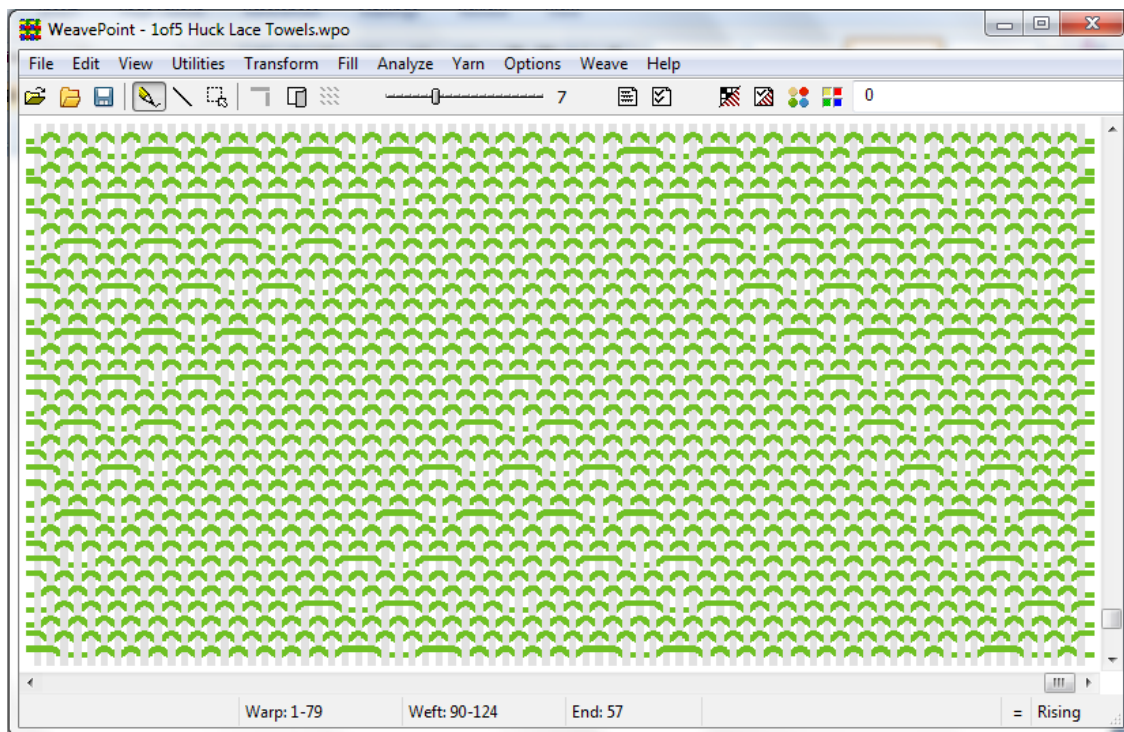 WeavePoint - 1of5 Huck Lace Towels.wpo
File Edit View Utilities Transform Fill Analyze Yarn Options Weave Help
7 0
Warp: 1-79 Weft: 90-124 End: 57 = Rising